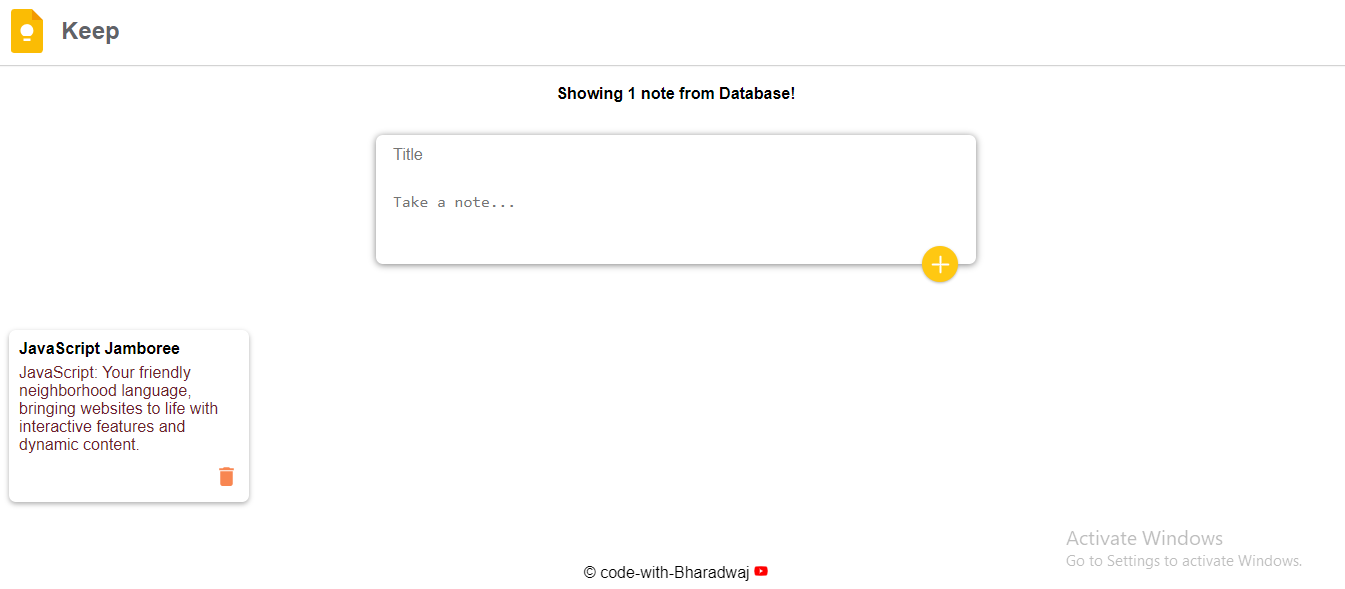 Keep
Showing 1 note from Database!
Title
Take a note...
JavaScript Jamboree
JavaScript: Your friendly
neighborhood language,
bringing websites to life with
interactive features and
dynamic content.
Activate Windows
Go to Settings to activate Windows.
© code-with-Bharadwaj